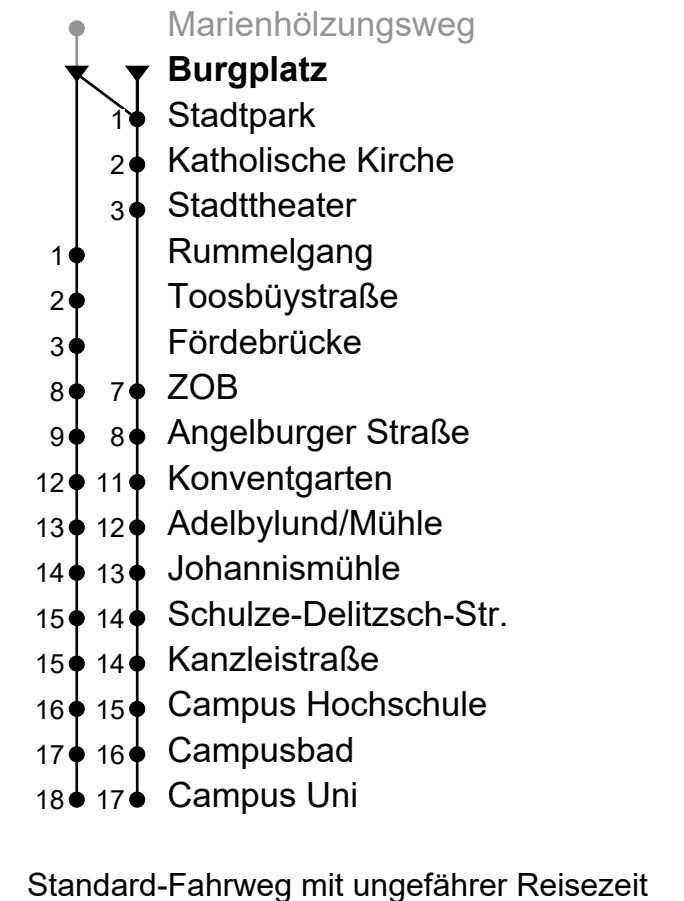 Marienhölzungsweg
Burgplatz
1 Stadtpark
2 Katholische Kirche
3 Stadttheater
1 Rummelgang
2 Toosbüystraße
3 Fördebrücke
8 7 ZOB
9 8 Angelburger Straße
12 11 Konventgarten
13 12 Adelbylund/Mühle
14 13 Johannismühle
15 14 Schulze-Delitzsch-Str.
15 14 Kanzleistraße
16 15 Campus Hochschule
17 16 Campusbad
18 17 Campus Uni
Standard-Fahrweg mit ungefährer Reisezeit